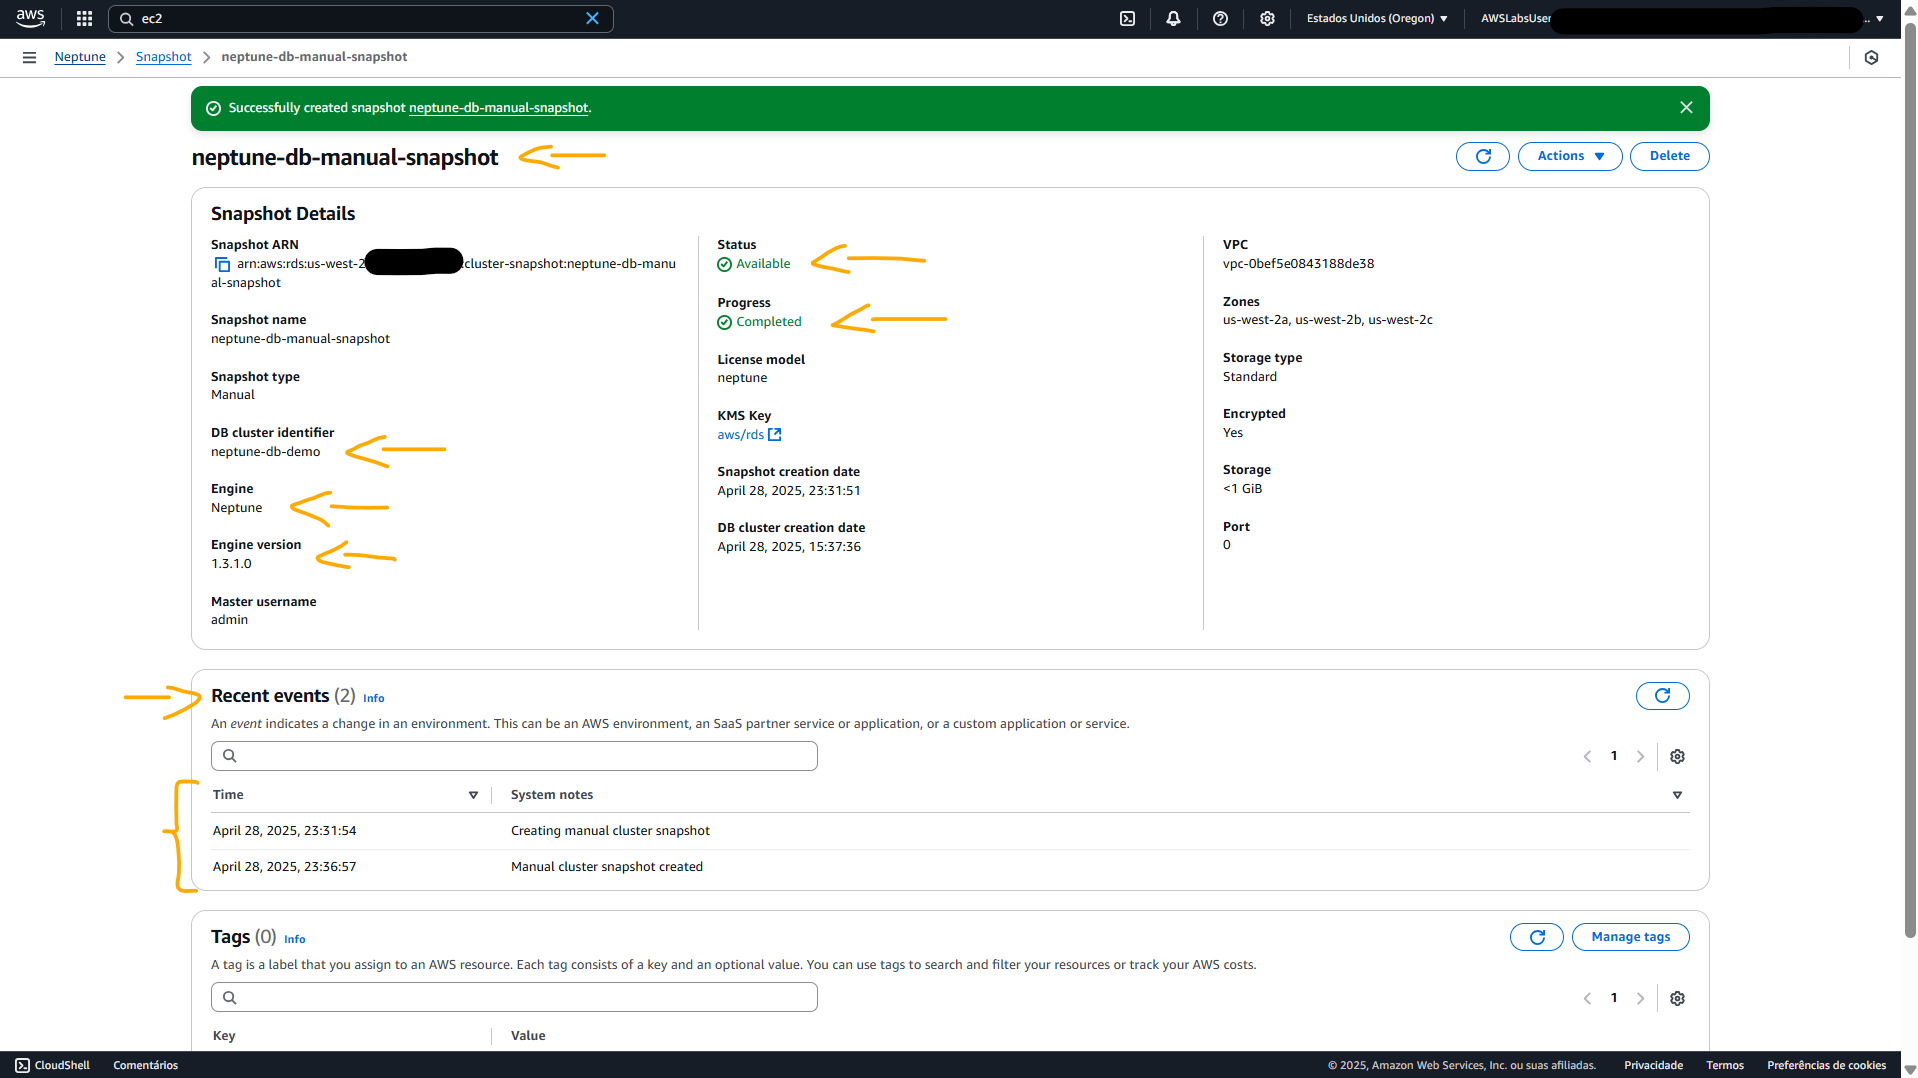 aws
ec2
Estados Unidos (Oregon)
AWSLabsUser
..
Neptune
Snapshot
neptune-db-manual-snapshot
Successfully created snapshot neptune-db-manual-snapshot.
neptune-db-manual-snapshot
Actions
Delete
Snapshot Details
Snapshot ARN
arn:aws:rds:us-west-2
:cluster-snapshot:neptune-db-manu
al-snapshot
Snapshot name
neptune-db-manual-snapshot
Snapshot type
Manual
DB cluster identifier
neptune-db-demo
Engine
Neptune
Engine version
1.3.1.0
Master username
admin
Status
Available
Progress
Completed
License model
neptune
KMS Key
aws/rds
Snapshot creation date
April 28, 2025, 23:31:51
DB cluster creation date
April 28, 2025, 15:37:36
VPC
vpc-0bef5e0843188de38
Zones
us-west-2a, us-west-2b, us-west-2c
Storage type
Standard
Encrypted
Yes
Storage
<1 GiB
Port
0
Recent events (2) Info
An event indicates a change in an environment. This can be an AWS environment, an SaaS partner service or application, or a custom application or service.
1
Time
System notes
April 28, 2025, 23:31:54
Creating manual cluster snapshot
April 28, 2025, 23:36:57
Manual cluster snapshot created
Tags (0) Info
Manage tags
A tag is a label that you assign to an AWS resource. Each tag consists of a key and an optional value. You can use tags to search and filter your resources or track your AWS costs.
1
Key
Value
CloudShell
Comentários
© 2025, Amazon Web Services, Inc. ou suas afiliadas.
Privacidade
Termos
Preferências de cookies